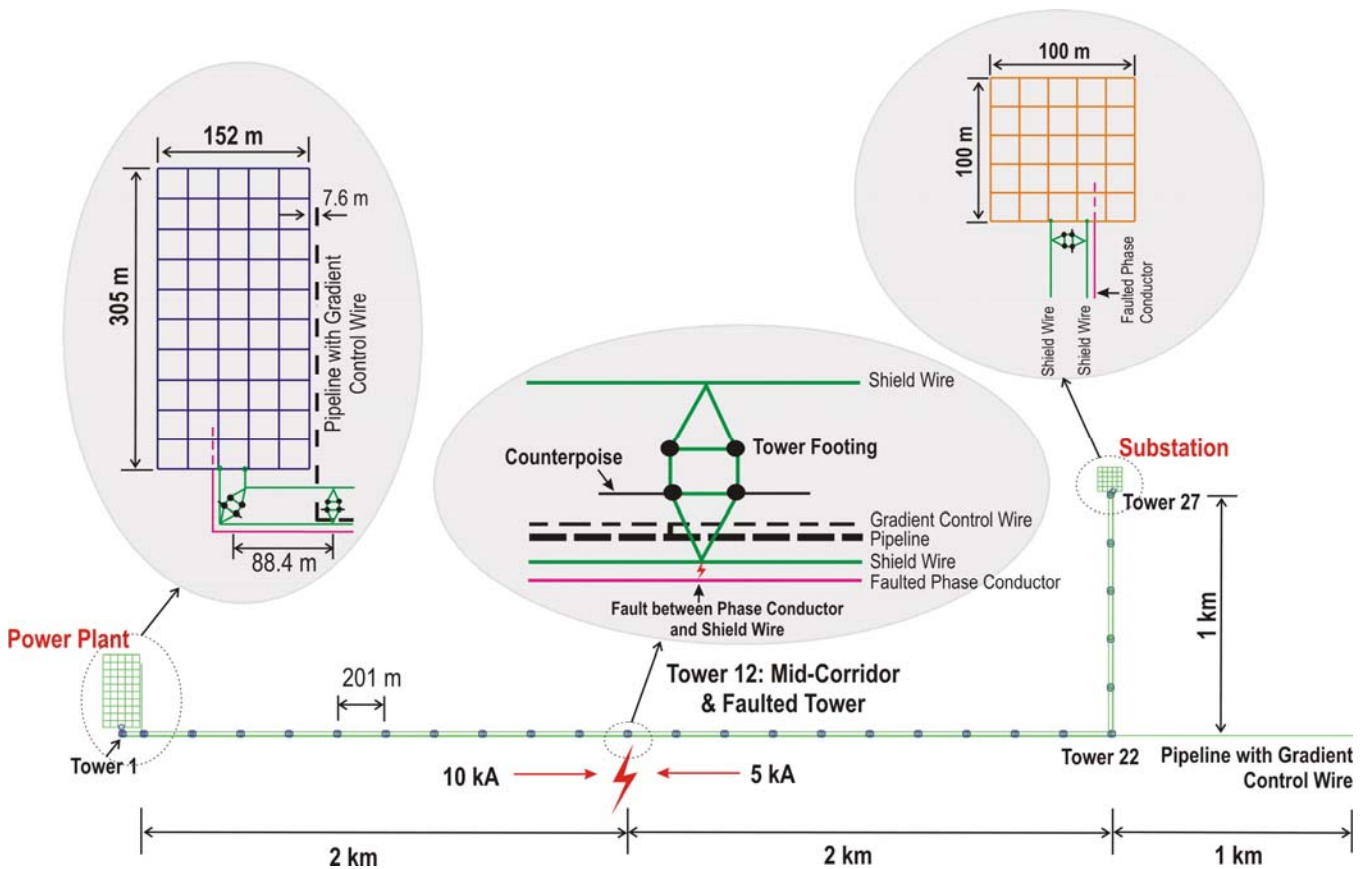 152 m
7.6 m
305 m
Pipeline with Gradient
Control Wire
88.4 m
100 m
100 m
Shield Wire
Shield Wire
Faulted Phase
Conductor
Shield Wire
Tower Footing
Counterpoise
Gradient Control Wire
Pipeline
Shield Wire
Faulted Phase Conductor
Fault between Phase Conductor
and Shield Wire
Power Plant
Substation
Tower 27
201 m
Tower 12: Mid-Corridor
& Faulted Tower
1 km
Tower 1
Tower 22
Pipeline with Gradient
Control Wire
10 kA
5 kA
2 km
2 km
1 km